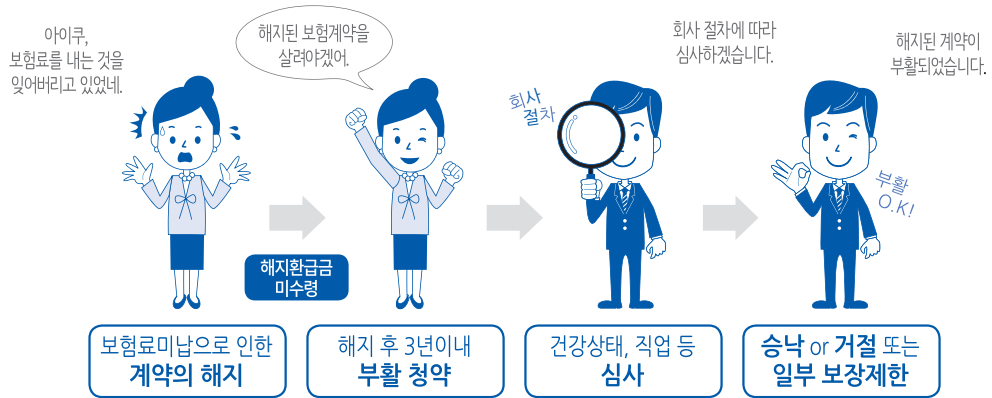 아이쿠,
보험료를 내는 것을
잊어버리고 있었네.
해지된 보험계약을
살려야겠어.
회사 절차에 따라
심사하겠습니다.
해지된 계약이
부활되었습니다.
회사
절차
부활
O.K!
해지환급금
미수령
보험료미납으로 인한
계약의 해지
해지 후 3년이내
부활 청약
건강상태, 직업 등
심사
승낙 or 거절 또는
일부 보장제한